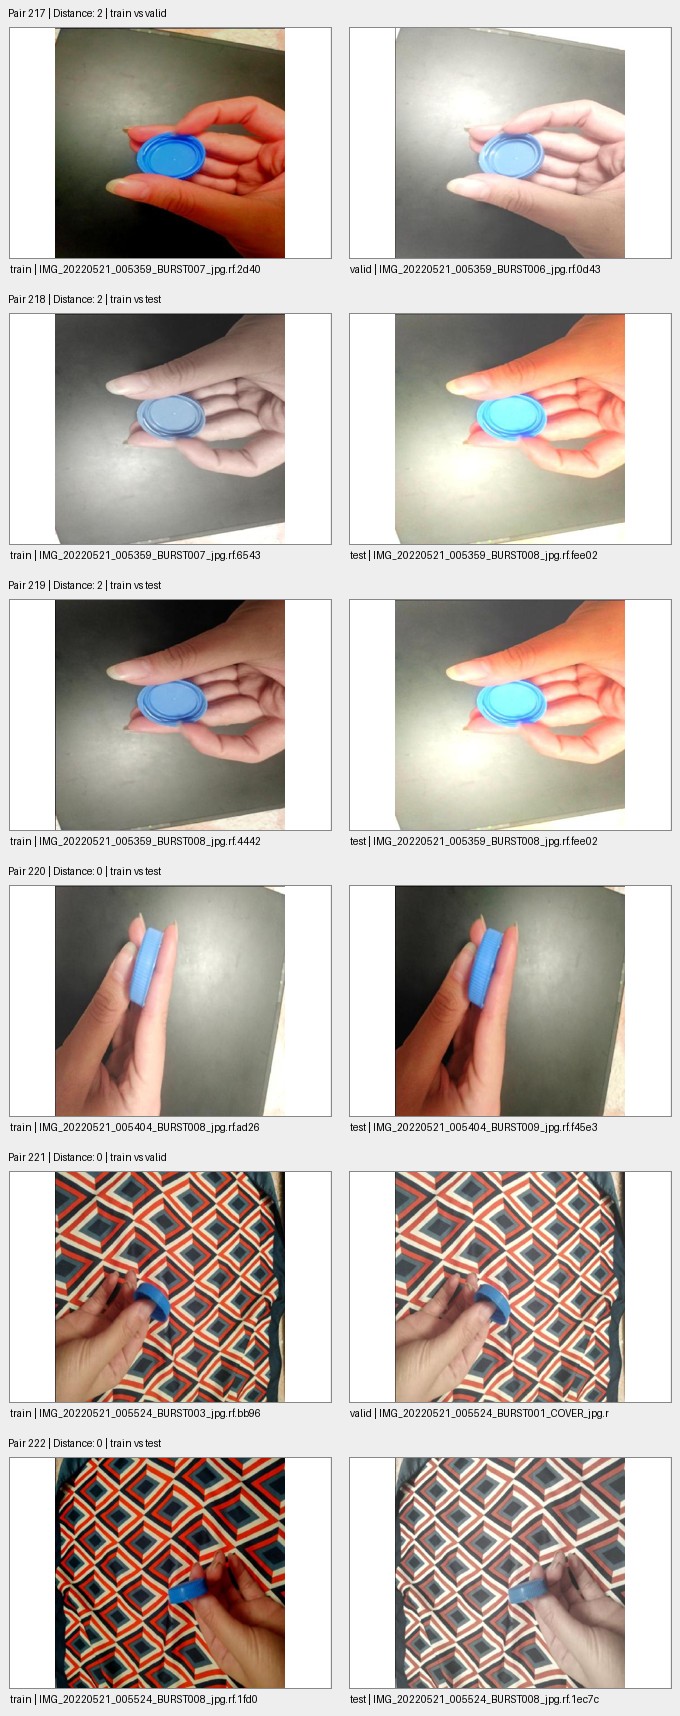 Pair 217 | Distance: 2 | train vs valid
train | IMG_20220521_005359_BURST007_jpg.rf.2d40
valid | IMG_20220521_005359_BURST006_jpg.rf.0d43
Pair 218 | Distance: 2 | train vs test
train | IMG_20220521_005359_BURST007_jpg.rf.6543
test | IMG_20220521_005359_BURST008_jpg.rf.fee02
Pair 219 | Distance: 2 | train vs test
train | IMG_20220521_005359_BURST008_jpg.rf.4442
test | IMG_20220521_005359_BURST008_jpg.rf.fee02
Pair 220 | Distance: 0 | train vs test
train | IMG_20220521_005404_BURST008_jpg.rf.ad26
test | IMG_20220521_005404_BURST009_jpg.rf.f45e3
Pair 221 | Distance: 0 | train vs valid
train | IMG_20220521_005524_BURST003_jpg.rf.bb96
valid | IMG_20220521_005524_BURST001_COVER_jpg.r
Pair 222 | Distance: 0 | train vs test
train | IMG_20220521_005524_BURST008_jpg.rf.1fd0
test | IMG_20220521_005524_BURST008_jpg.rf.1ec7c